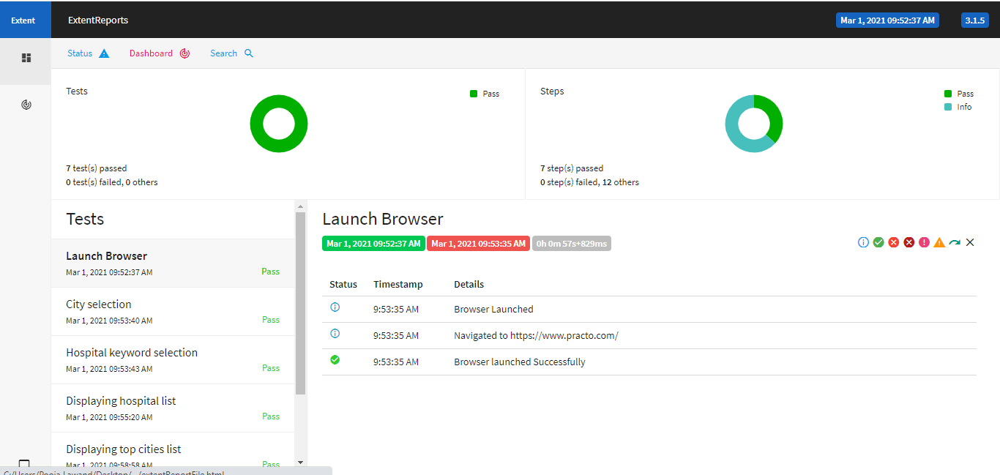 Extent
ExtentReports
Mar 1, 2021 09:52:37 AM
3.1.5
Status
Dashboard
Search
Tests
Pass
7 test(s) passed
0 test(s) failed, 0 others
Steps
Pass
Info
7 step(s) passed
0 step(s) failed, 12 others
Tests
Launch Browser
Mar 1, 2021 09:52:37 AM
Pass
City selection
Mar 1, 2021 09:53:40 AM
Pass
Hospital keyword selection
Mar 1, 2021 09:53:43 AM
Pass
Displaying hospital list
Mar 1, 2021 09:55:20 AM
Pass
Displaying top cities list
Mar 1, 2021 09:58:58 AM
Pass
Launch Browser
Mar 1, 2021 09:52:37 AM Mar 1, 2021 09:53:35 AM 0h 0m 57s+829ms
Status Timestamp Details
9:53:35 AM Browser Launched
9:53:35 AM Navigated to https://www.practo.com/
9:53:35 AM Browser launched Successfully
C:/Users/Pooja Lawand/Desktop/.../extentReportFile.html